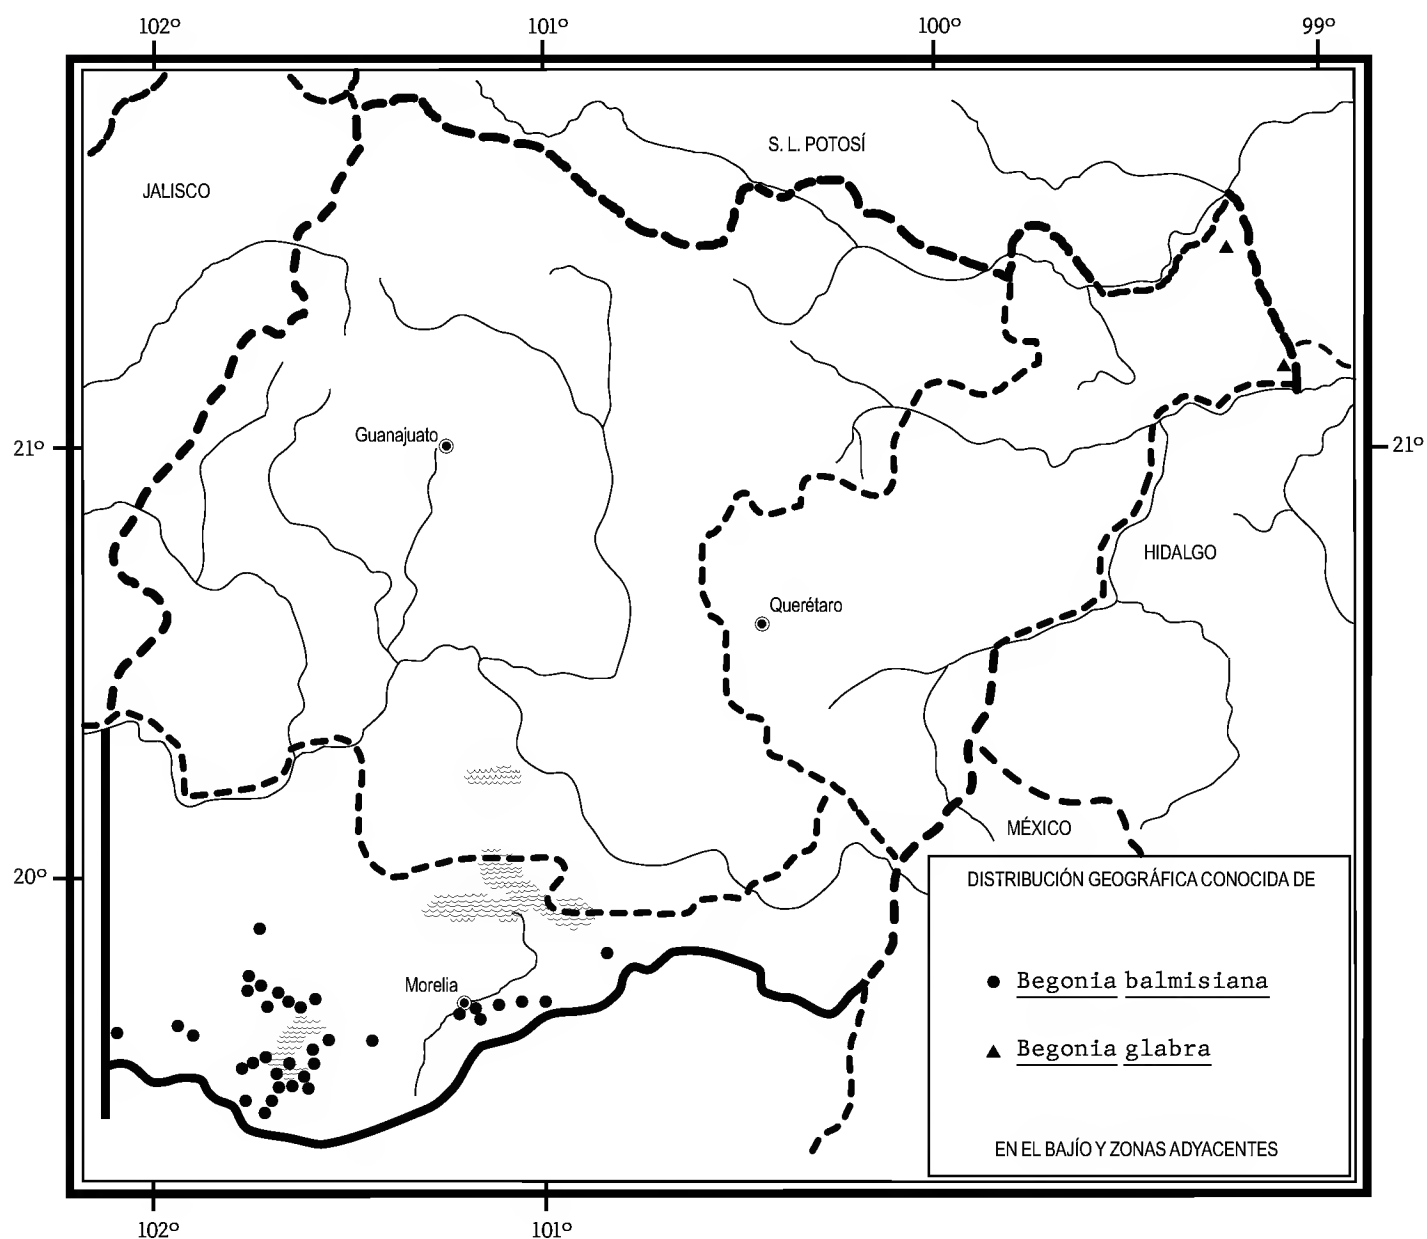 102º 101º 100º 99º
S. L. POTOSÍ
JALISCO
Guanajuato
21º 21º
HIDALGO
Querétaro
MÉXICO
20º
DISTRIBUCIÓN GEOGRÁFICA CONOCIDA DE
Begonia balmisiana
Morelia
Begonia glabra
EN EL BAJÍO Y ZONAS ADYACENTES
102º 101º